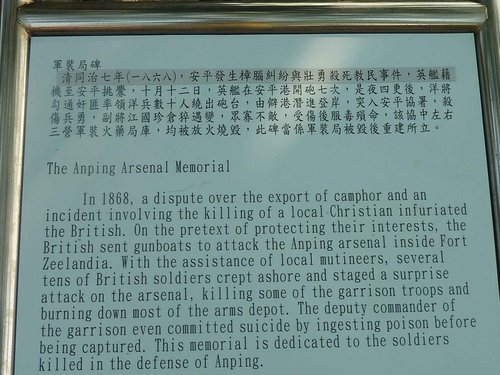 軍裝局碑
清同治七年(一八六八)，安平發生樟腦糾紛與壯勇殺死教民事件，英艦藉
機至安平挑釁，十月十二日，英艦在安平港開砲七次，是夜四更後，洋將
勾通奸匪率領洋兵數十人繞出砲台，由僻港潛進登岸，突入安平協署，殺
傷兵勇，副將江國珍倉猝遇變，眾寡不敵，受傷後服毒殞命，該協中左右
三營軍裝火藥局庫，均被放火燒毀，此碑當係軍裝局被毀後重建所立。
The Anping Arsenal Memorial
In 1868, a dispute over the export of camphor and an
incident involving the killing of a local Christian infuriated
the British. On the pretext of protecting their interests, the
British sent gunboats to attack the Anping arsenal inside Fort
Zeelandia. With the assistance of local mutineers, several
tens of British soldiers crept ashore and staged a surprise
attack on the arsenal, killing some of the garrison troops and
burning down most of the arms depot. The deputy commander of
the garrison even committed suicide by ingesting poison before
being captured. This memorial is dedicated to the soldiers
killed in the defense of Anping.